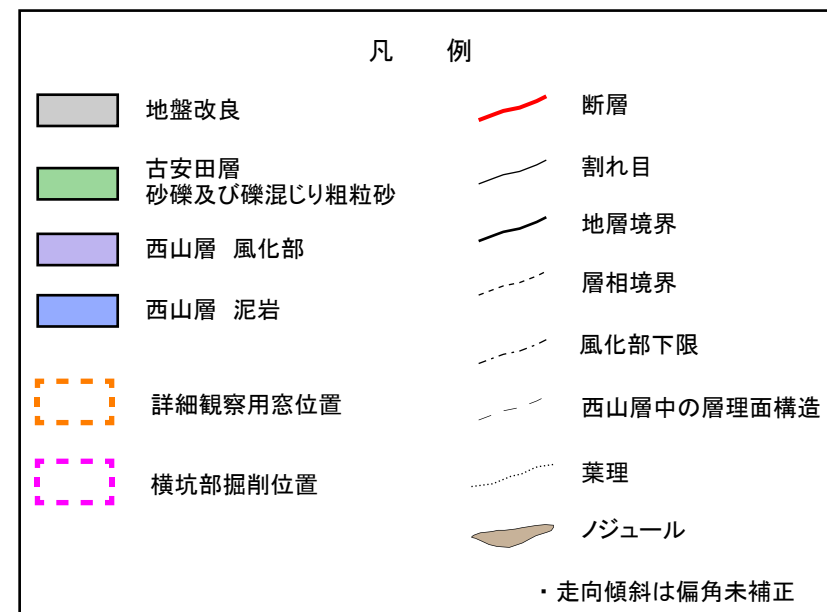 凡 例
地盤改良
古安田層
砂礫及び礫混じり粗粒砂
西山層 風化部
西山層 泥岩
詳細観察用窓位置
横坑部掘削位置
断層
割れ目
地層境界
層相境界
風化部下限
西山層中の層理面構造
葉理
ノジュール
・走向傾斜は偏角未補正